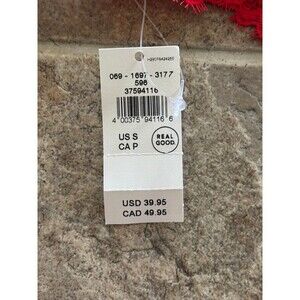 069 - 1697 - 3177
596
37594116
4 00375 94116 6
US S
CA P
REAL
GOOD.
USD 39.95
CAD 49.95